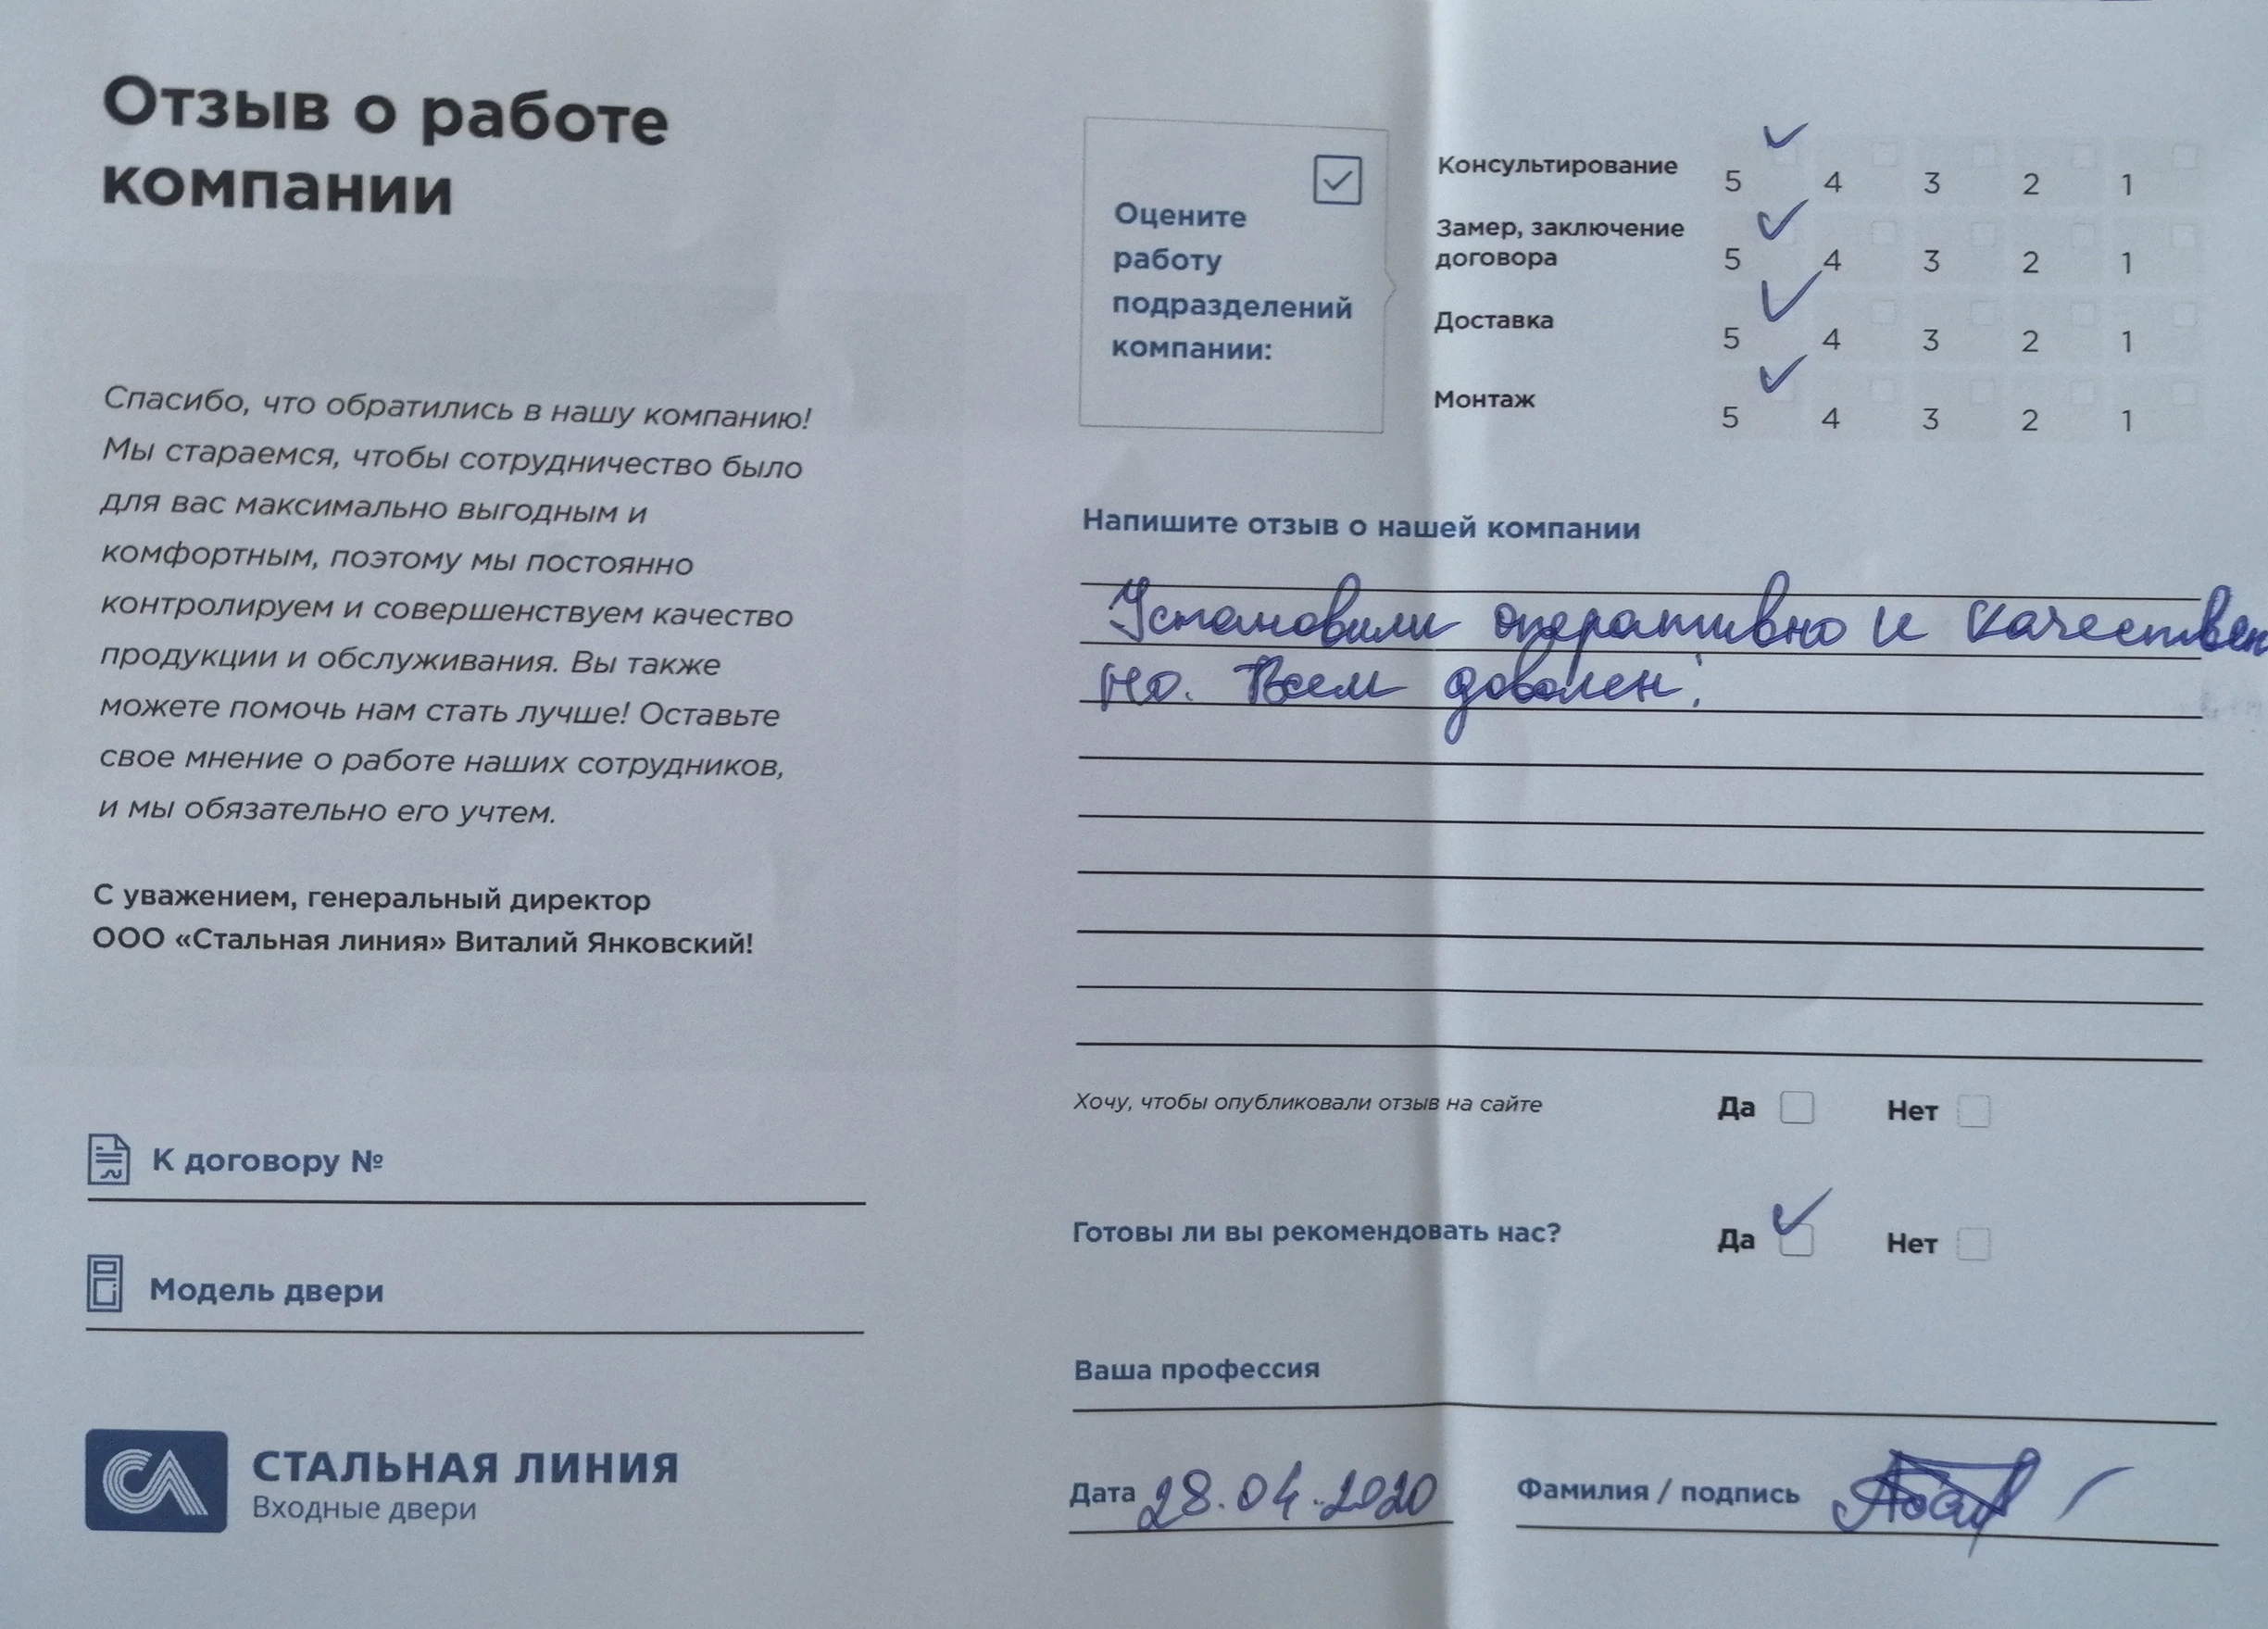 Отзыв о работе
компании
Спасибо, что обратились в нашу компанию!
Мы стараемся, чтобы сотрудничество было
для вас максимально выгодным и
комфортным, поэтому мы постоянно
контролируем и совершенствуем качество
продукции и обслуживания. Вы также
можете помочь нам стать лучше! Оставьте
свое мнение о работе наших сотрудников,
и мы обязательно его учтем.
С уважением, генеральный директор
ООО «Стальная линия» Виталий Янковский!
К договору №
Модель двери
СА
СТАЛЬНАЯ ЛИНИЯ
Входные двери
Оцените
работу
подразделений
компании:
Консультирование 5 4 3 2 1
Замер, заключение
договора 5 4 3 2 1
Доставка 5 4 3 2 1
Монтаж 5 4 3 2 1
Напишите отзыв о нашей компании
Установили оперативно и качествен
но. Всем доволен!
Хочу, чтобы опубликовали отзыв на сайте Да Нет
Готовы ли вы рекомендовать нас? Да Нет
Ваша профессия
Дата 28.04.2020 Фамилия / подпись